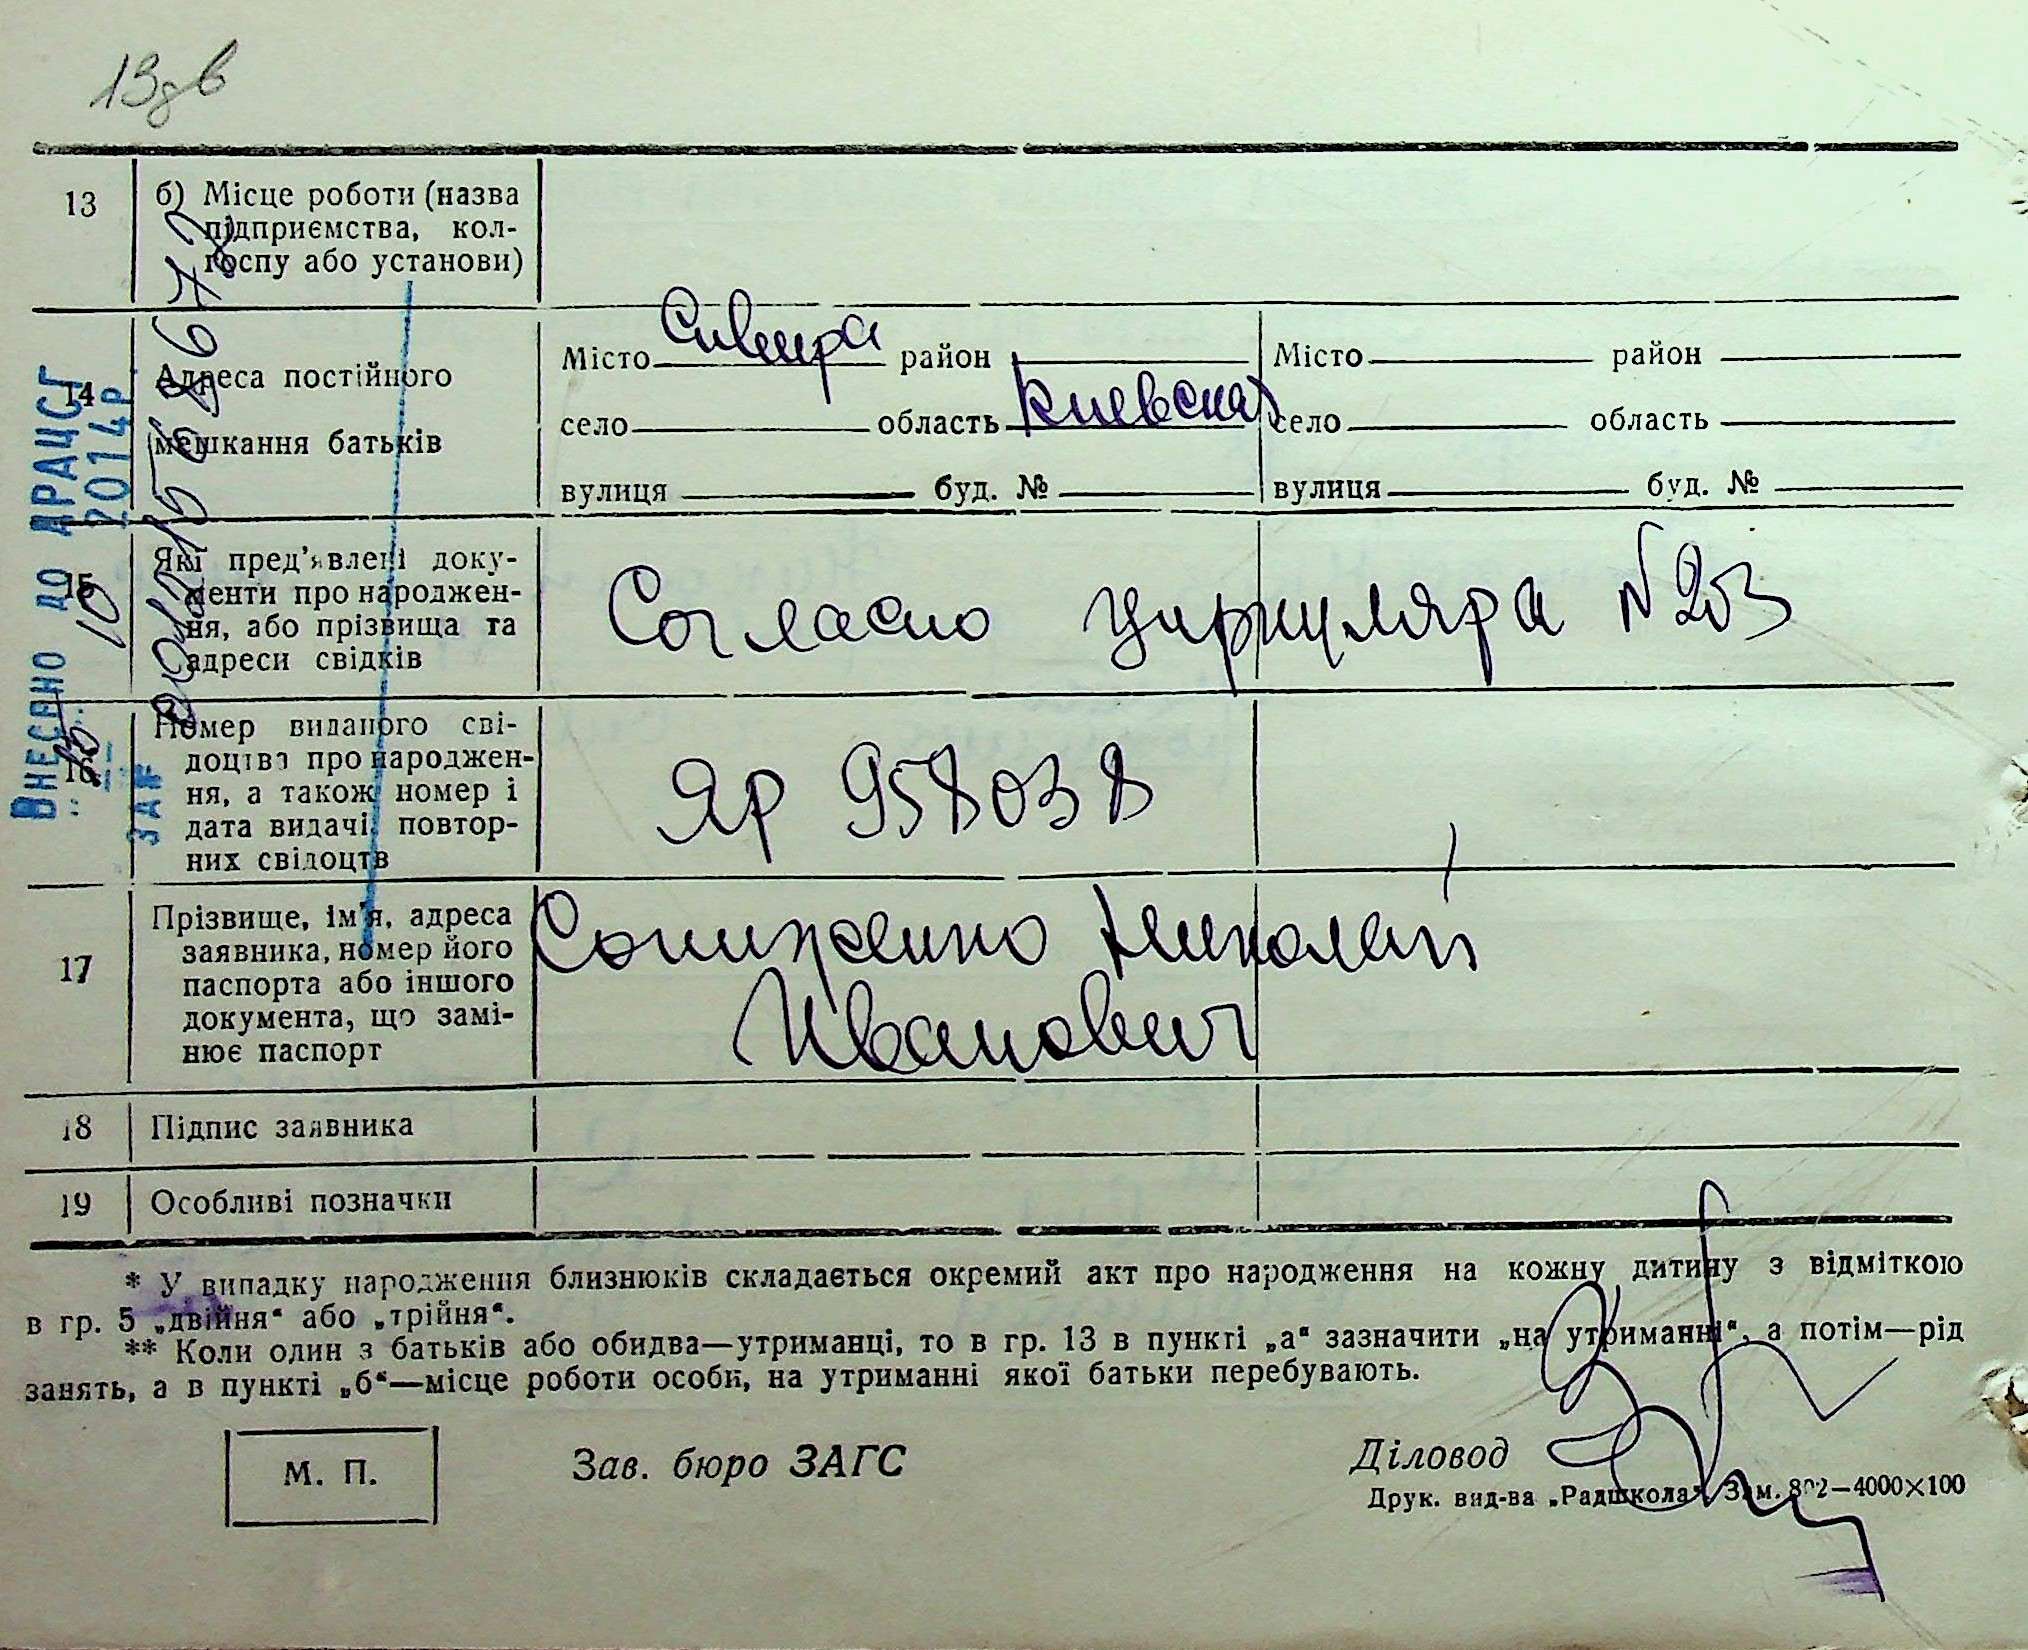 13дв
13 б) Місце роботи (назва
підприємства, кол-
госпу або установи)
14 Адреса постійного
мешкання батьків
Місто Сквира район Місто район
село область Киевская село область
вулиця буд. № вулиця буд. №
15 Які пред'явлені доку-
менти про народжен-
ня, або прізвища та
адреси свідків
Согласно циркуляра №203
16 Номер виданого сві-
доцтва про народжен-
ня, а також номер і
дата видачі повтор-
них свідоцтв
ЯР 958038
17 Прізвище, ім'я, адреса
заявника, номер його
паспорта або іншого
документа, що замі-
нює паспорт
Николай
Иванович
18 Підпис заявника
19 Особливі позначки
ВНЕСЕНО ДО ДРАЦСГ
10 2014р.
ЗА №
* У випадку народження близнюків складається окремий акт про народження на кожну дитину з відміткою
в гр. 5 „двійня“ або „трійня“.
** Коли один з батьків або обидва—утриманці, то в гр. 13 в пункті „а“ зазначити „на утриманні“, а потім—рід
занять, а в пункті „б“—місце роботи особи, на утриманні якої батьки перебувають.
М. П.
Зав. бюро ЗАГС
Діловод
Друк. вид-ва „Радшкола“. Зам. 802—4000×100